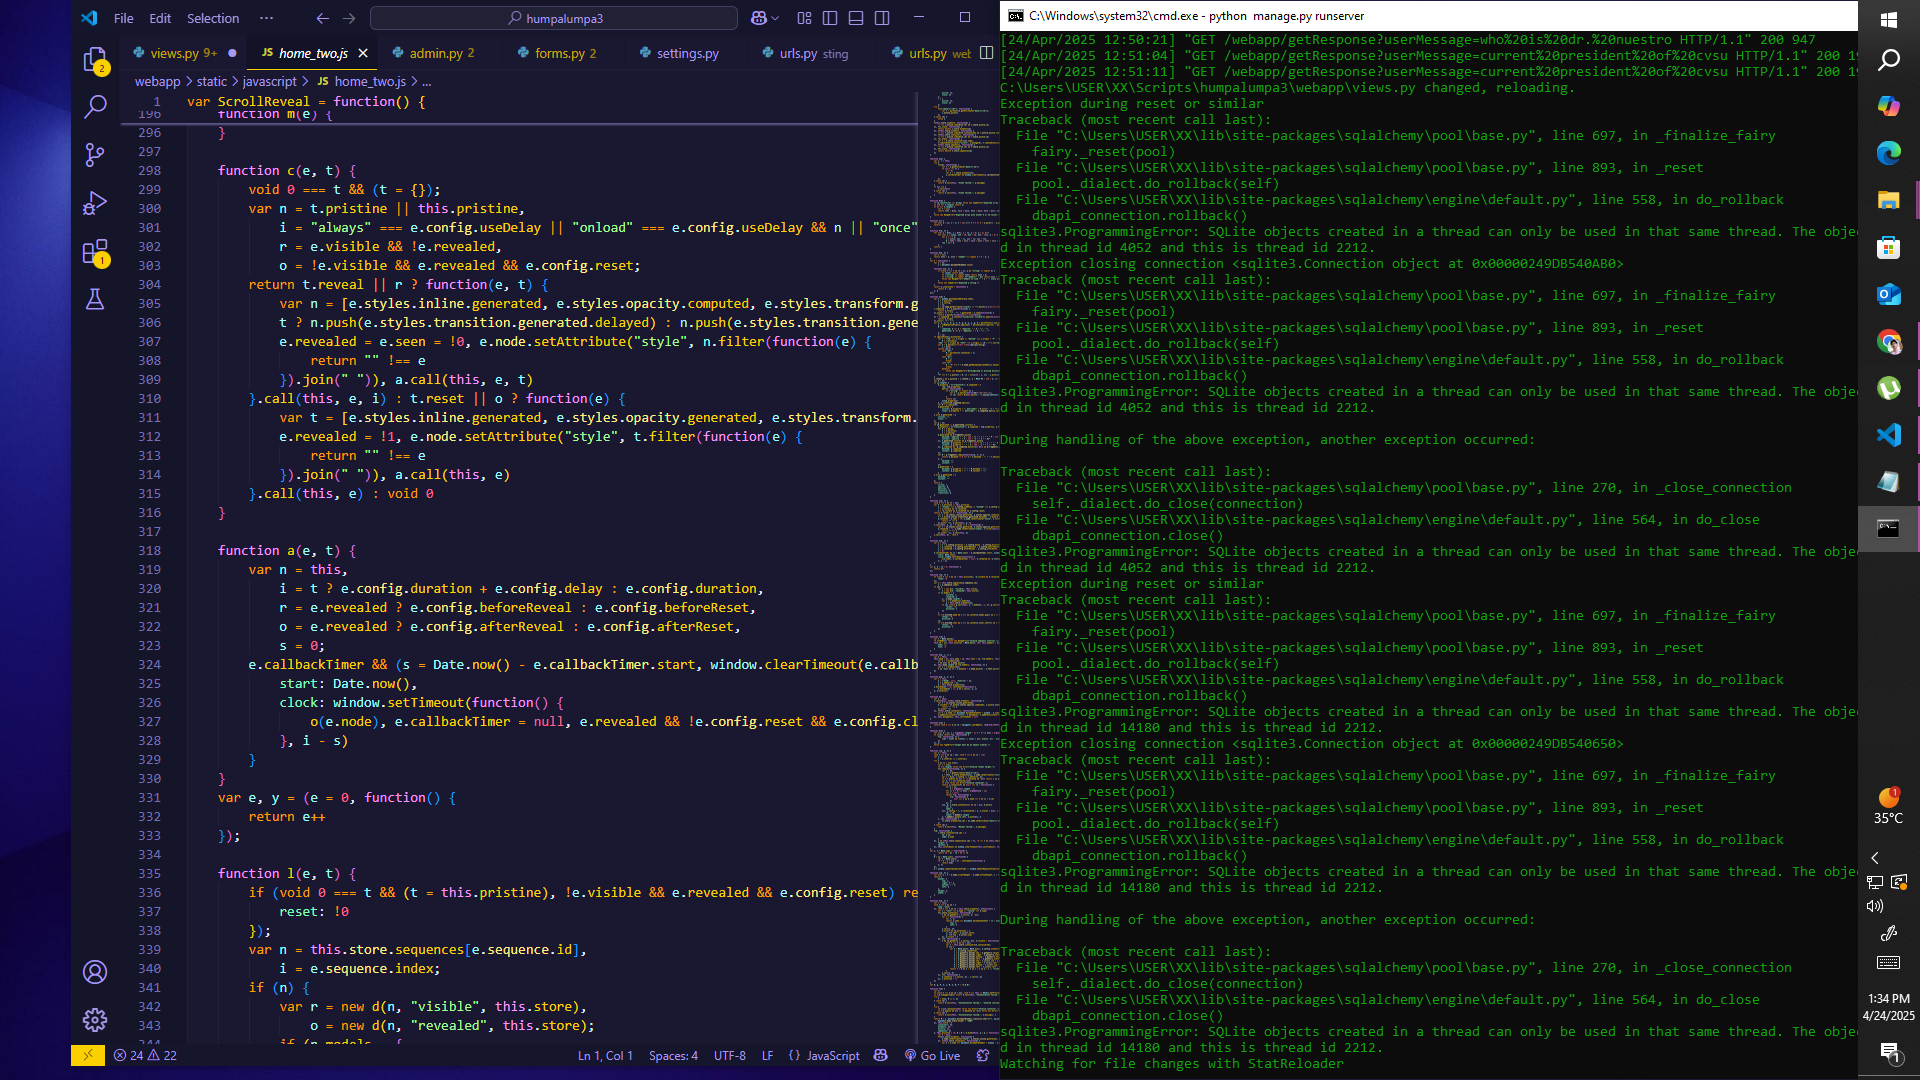 File Edit Selection ···
humpalumpa3
views.py 9+
JS home_two.js
admin.py 2
forms.py 2
settings.py
urls.py sting
urls.py web
webapp > static > javascript > JS home_two.js > ...
1 var ScrollReveal = function() {
196 function m(e) {
296 }
297
298 function c(e, t) {
299 void 0 === t && (t = {});
300 var n = t.pristine || this.pristine,
301 i = "always" === e.config.useDelay || "onload" === e.config.useDelay && n || "once"
302 r = e.visible && !e.revealed,
303 o = !e.visible && e.revealed && e.config.reset;
304 return t.reveal || r ? function(e, t) {
305 var n = [e.styles.inline.generated, e.styles.opacity.computed, e.styles.transform.g
306 t ? n.push(e.styles.transition.generated.delayed) : n.push(e.styles.transition.gene
307 e.revealed = e.seen = !0, e.node.setAttribute("style", n.filter(function(e) {
308 return "" !== e
309 }).join(" ")), a.call(this, e, t)
310 }.call(this, e, i) : t.reset || o ? function(e) {
311 var t = [e.styles.inline.generated, e.styles.opacity.generated, e.styles.transform.
312 e.revealed = !1, e.node.setAttribute("style", t.filter(function(e) {
313 return "" !== e
314 }).join(" ")), a.call(this, e)
315 }.call(this, e) : void 0
316 }
317
318 function a(e, t) {
319 var n = this,
320 i = t ? e.config.duration + e.config.delay : e.config.duration,
321 r = e.revealed ? e.config.beforeReveal : e.config.beforeReset,
322 o = e.revealed ? e.config.afterReveal : e.config.afterReset,
323 s = 0;
324 e.callbackTimer && (s = Date.now() - e.callbackTimer.start, window.clearTimeout(e.callb
325 start: Date.now(),
326 clock: window.setTimeout(function() {
327 o(e.node), e.callbackTimer = null, e.revealed && !e.config.reset && e.config.cl
328 }, i - s)
329 }
330 }
331 var e, y = (e = 0, function() {
332 return e++
333 });
334
335 function l(e, t) {
336 if (void 0 === t && (t = this.pristine), !e.visible && e.revealed && e.config.reset) re
337 reset: !0
338 });
339 var n = this.store.sequences[e.sequence.id],
340 i = e.sequence.index;
341 if (n) {
342 var r = new d(n, "visible", this.store),
343 o = new d(n, "revealed", this.store);
24 22
Ln 1, Col 1 Spaces: 4 UTF-8 LF {} JavaScript Go Live
C:\Windows\system32\cmd.exe - python manage.py runserver
[24/Apr/2025 12:50:21] "GET /webapp/getResponse?userMessage=who%20is%20dr.%20nuestro HTTP/1.1" 200 947
[24/Apr/2025 12:51:04] "GET /webapp/getResponse?userMessage=current%20president%20of%20cvsu HTTP/1.1" 200 19
[24/Apr/2025 12:51:11] "GET /webapp/getResponse?userMessage=current%20president%20of%20cvsu HTTP/1.1" 200 19
C:\Users\USER\XX\Scripts\humpalumpa3\webapp\views.py changed, reloading.
Exception during reset or similar
Traceback (most recent call last):
File "C:\Users\USER\XX\lib\site-packages\sqlalchemy\pool\base.py", line 697, in _finalize_fairy
fairy._reset(pool)
File "C:\Users\USER\XX\lib\site-packages\sqlalchemy\pool\base.py", line 893, in _reset
pool._dialect.do_rollback(self)
File "C:\Users\USER\XX\lib\site-packages\sqlalchemy\engine\default.py", line 558, in do_rollback
dbapi_connection.rollback()
sqlite3.ProgrammingError: SQLite objects created in a thread can only be used in that same thread. The objec
d in thread id 4052 and this is thread id 2212.
Exception closing connection <sqlite3.Connection object at 0x00000249DB540AB0>
Traceback (most recent call last):
File "C:\Users\USER\XX\lib\site-packages\sqlalchemy\pool\base.py", line 697, in _finalize_fairy
fairy._reset(pool)
File "C:\Users\USER\XX\lib\site-packages\sqlalchemy\pool\base.py", line 893, in _reset
pool._dialect.do_rollback(self)
File "C:\Users\USER\XX\lib\site-packages\sqlalchemy\engine\default.py", line 558, in do_rollback
dbapi_connection.rollback()
sqlite3.ProgrammingError: SQLite objects created in a thread can only be used in that same thread. The objec
d in thread id 4052 and this is thread id 2212.
During handling of the above exception, another exception occurred:
Traceback (most recent call last):
File "C:\Users\USER\XX\lib\site-packages\sqlalchemy\pool\base.py", line 270, in _close_connection
self._dialect.do_close(connection)
File "C:\Users\USER\XX\lib\site-packages\sqlalchemy\engine\default.py", line 564, in do_close
dbapi_connection.close()
sqlite3.ProgrammingError: SQLite objects created in a thread can only be used in that same thread. The objec
d in thread id 4052 and this is thread id 2212.
Exception during reset or similar
Traceback (most recent call last):
File "C:\Users\USER\XX\lib\site-packages\sqlalchemy\pool\base.py", line 697, in _finalize_fairy
fairy._reset(pool)
File "C:\Users\USER\XX\lib\site-packages\sqlalchemy\pool\base.py", line 893, in _reset
pool._dialect.do_rollback(self)
File "C:\Users\USER\XX\lib\site-packages\sqlalchemy\engine\default.py", line 558, in do_rollback
dbapi_connection.rollback()
sqlite3.ProgrammingError: SQLite objects created in a thread can only be used in that same thread. The objec
d in thread id 14180 and this is thread id 2212.
Exception closing connection <sqlite3.Connection object at 0x00000249DB540650>
Traceback (most recent call last):
File "C:\Users\USER\XX\lib\site-packages\sqlalchemy\pool\base.py", line 697, in _finalize_fairy
fairy._reset(pool)
File "C:\Users\USER\XX\lib\site-packages\sqlalchemy\pool\base.py", line 893, in _reset
pool._dialect.do_rollback(self)
File "C:\Users\USER\XX\lib\site-packages\sqlalchemy\engine\default.py", line 558, in do_rollback
dbapi_connection.rollback()
sqlite3.ProgrammingError: SQLite objects created in a thread can only be used in that same thread. The objec
d in thread id 14180 and this is thread id 2212.
During handling of the above exception, another exception occurred:
Traceback (most recent call last):
File "C:\Users\USER\XX\lib\site-packages\sqlalchemy\pool\base.py", line 270, in _close_connection
self._dialect.do_close(connection)
File "C:\Users\USER\XX\lib\site-packages\sqlalchemy\engine\default.py", line 564, in do_close
dbapi_connection.close()
sqlite3.ProgrammingError: SQLite objects created in a thread can only be used in that same thread. The objec
d in thread id 14180 and this is thread id 2212.
Watching for file changes with StatReloader
35°C
1:34 PM
4/24/2025